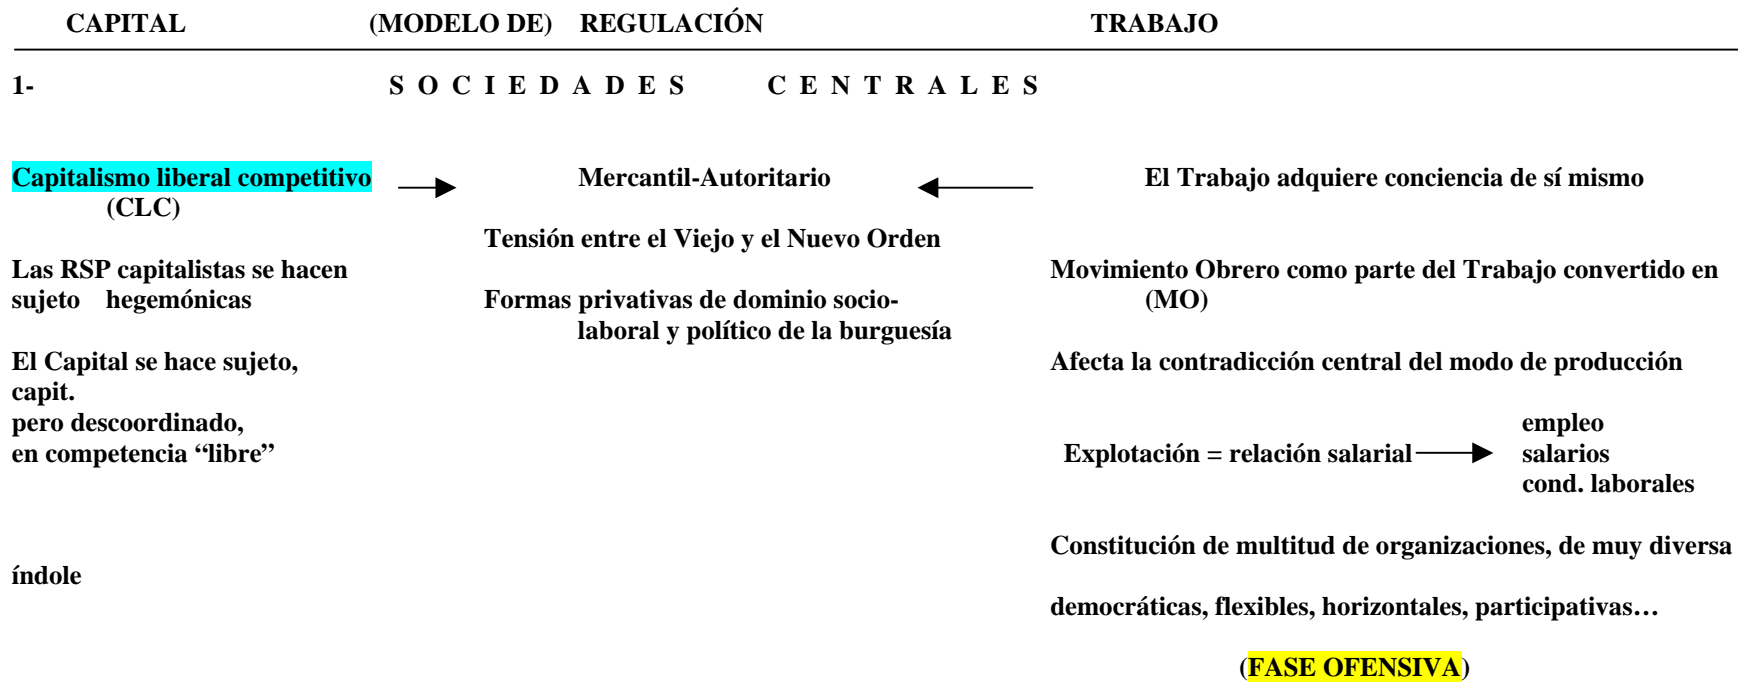 CAPITAL (MODELO DE) REGULACIÓN TRABAJO
1- S O C I E D A D E S C E N T R A L E S
Capitalismo liberal competitivo Mercantil-Autoritario El Trabajo adquiere conciencia de sí mismo
(CLC)
Tensión entre el Viejo y el Nuevo Orden
Las RSP capitalistas se hacen Movimiento Obrero como parte del Trabajo convertido en
sujeto hegemónicas Formas privativas de dominio socio- (MO)
laboral y político de la burguesía
El Capital se hace sujeto, Afecta la contradicción central del modo de producción
capit.
pero descoordinado, empleo
en competencia “libre” Explotación = relación salarial salarios
cond. laborales
Constitución de multitud de organizaciones, de muy diversa
índole
democráticas, flexibles, horizontales, participativas…
(FASE OFENSIVA)